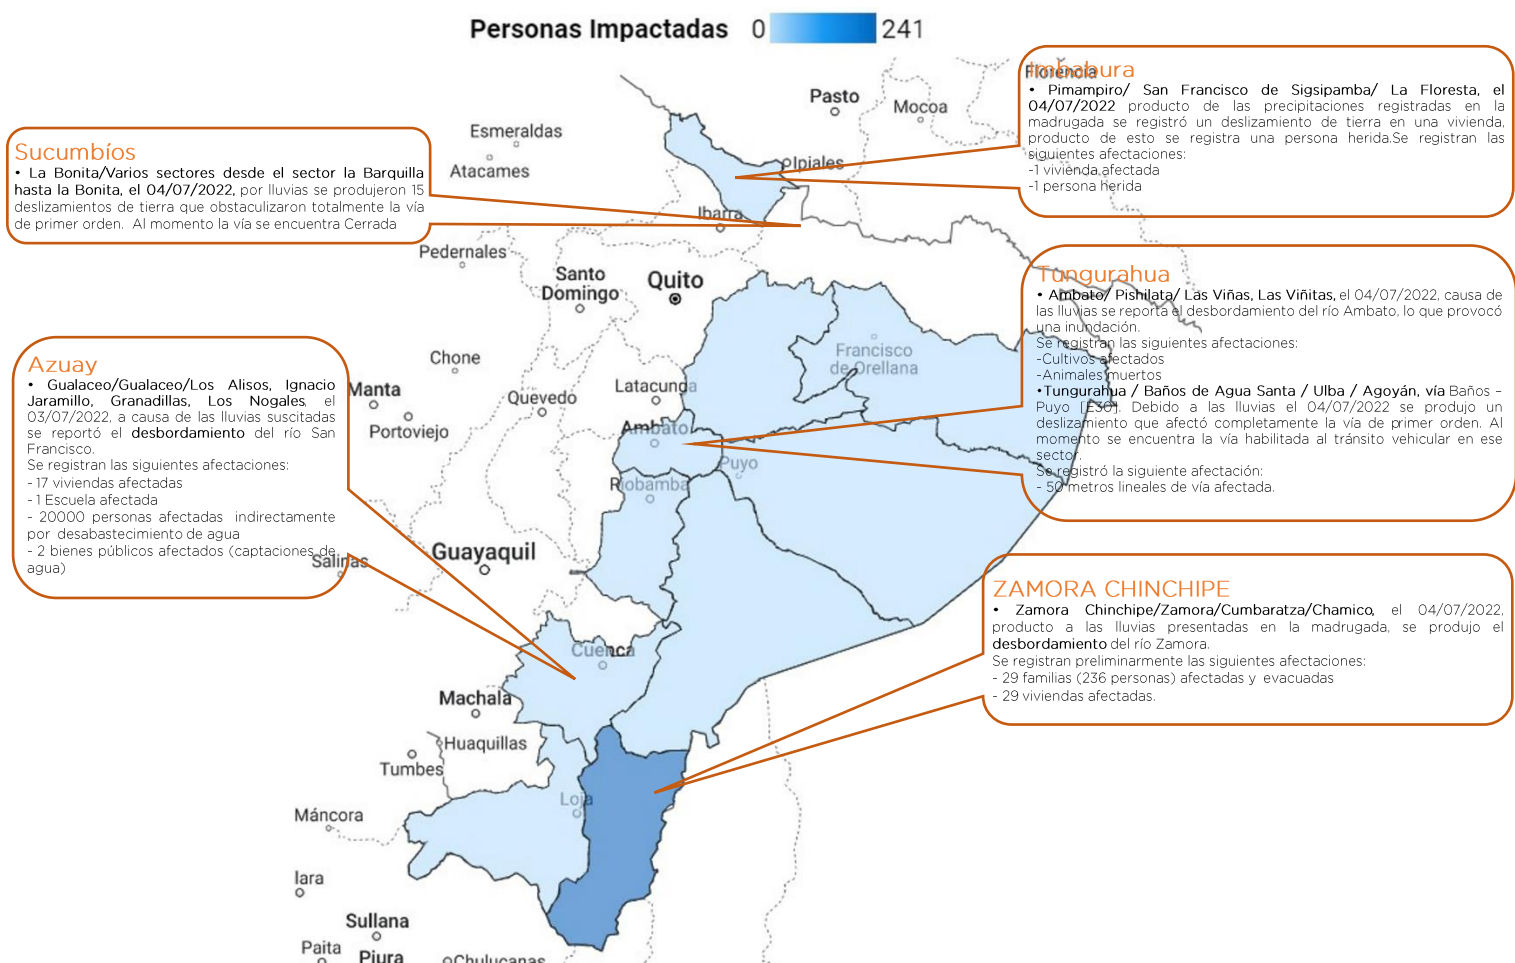 Personas Impactadas 0 241
Imbabura
• Pimampiro/ San Francisco de Sigsipamba/ La Floresta, el
04/07/2022 producto de las precipitaciones registradas en la
madrugada se registró un deslizamiento de tierra en una vivienda,
producto de esto se registra una persona herida.Se registran las
siguientes afectaciones:
-1 vivienda afectada
-1 persona herida
Sucumbíos
• La Bonita/Varios sectores desde el sector la Barquilla
hasta la Bonita, el 04/07/2022, por lluvias se produjeron 15
deslizamientos de tierra que obstaculizaron totalmente la vía
de primer orden. Al momento la vía se encuentra Cerrada
Tungurahua
• Ambato/ Pishilata/ Las Viñas, Las Viñitas, el 04/07/2022, causa de
las lluvias se reporta el desbordamiento del río Ambato, lo que provocó
una inundación.
Se registran las siguientes afectaciones:
-Cultivos afectados
-Animales muertos
•Tungurahua / Baños de Agua Santa / Ulba / Agoyán, vía Baños –
Puyo [E30]. Debido a las lluvias el 04/07/2022 se produjo un
deslizamiento que afectó completamente la vía de primer orden. Al
momento se encuentra la vía habilitada al tránsito vehicular en ese
sector.
Se registró la siguiente afectación:
- 50 metros lineales de vía afectada.
Azuay
• Gualaceo/Gualaceo/Los Alisos, Ignacio
Jaramillo, Granadillas, Los Nogales, el
03/07/2022, a causa de las lluvias suscitadas
se reportó el desbordamiento del río San
Francisco.
Se registran las siguientes afectaciones:
- 17 viviendas afectadas
- 1 Escuela afectada
- 20000 personas afectadas indirectamente
por desabastecimiento de agua
- 2 bienes públicos afectados (captaciones de
agua)
ZAMORA CHINCHIPE
• Zamora Chinchipe/Zamora/Cumbaratza/Chamico, el 04/07/2022,
producto a las lluvias presentadas en la madrugada, se produjo el
desbordamiento del río Zamora.
Se registran preliminarmente las siguientes afectaciones:
- 29 familias (236 personas) afectadas y evacuadas
- 29 viviendas afectadas.
Florencia
Pasto
Mocoa
Esmeraldas
Atacames
Ipiales
Ibarra
Pedernales
Santo
Domingo
Quito
Francisco
de Orellana
Chone
Manta
Quevedo
Latacunga
Portoviejo
Ambato
Puyo
Riobamba
Guayaquil
Salinas
Cuenca
Machala
Huaquillas
Tumbes
Loja
Máncora
lara
Sullana
Paita
Piura
Chulucanas